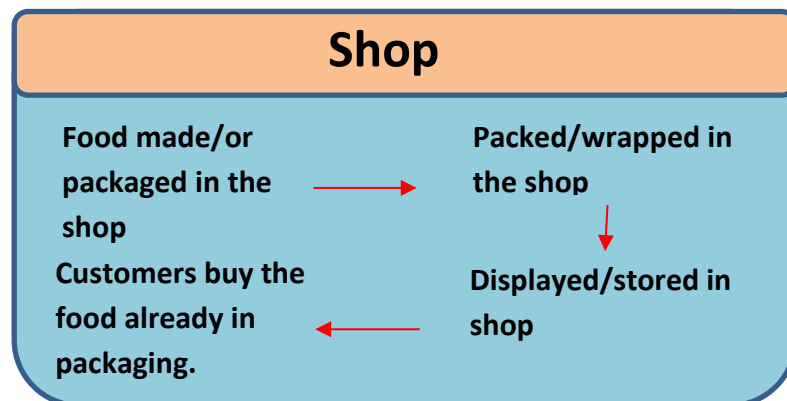 Shop
Food made/or
packaged in the
shop
Packed/wrapped in
the shop
Displayed/stored in
shop
Customers buy the
food already in
packaging.